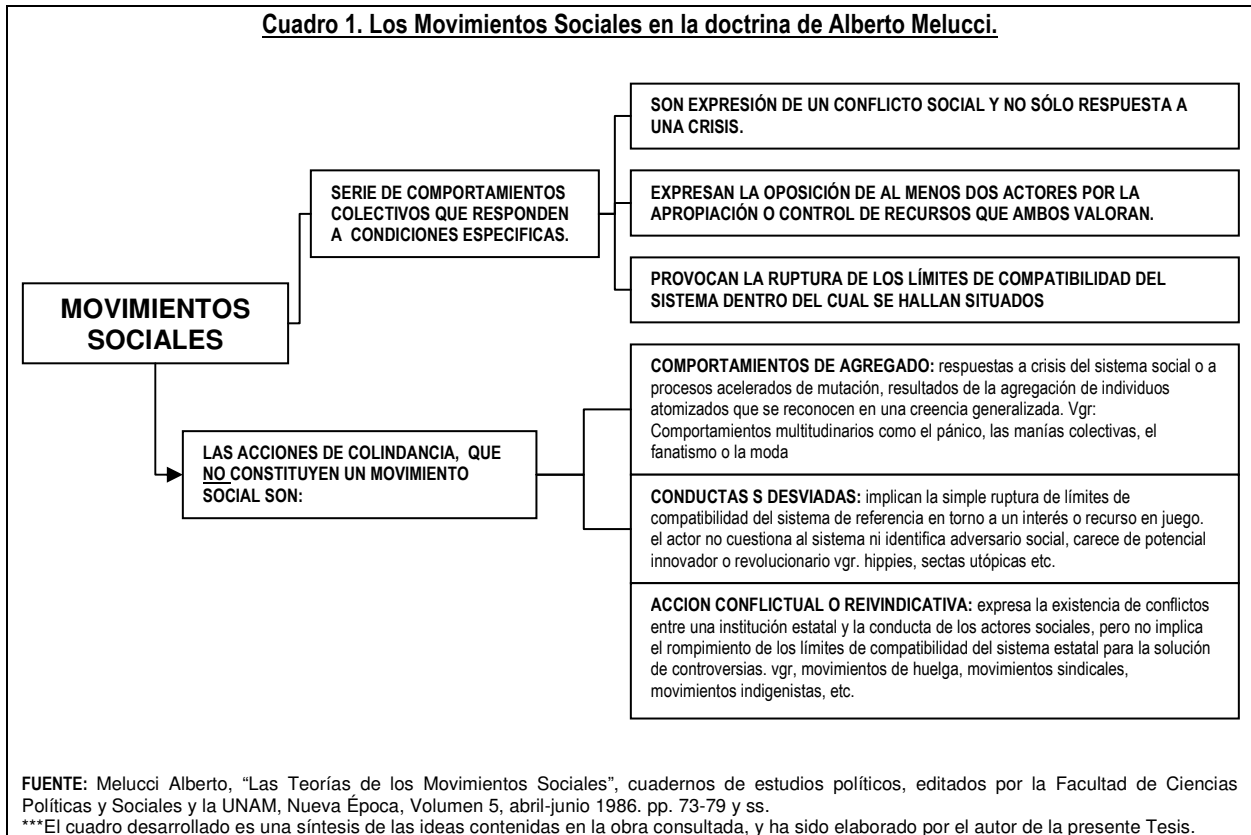 Cuadro 1. Los Movimientos Sociales en la doctrina de Alberto Melucci.
SON EXPRESIÓN DE UN CONFLICTO SOCIAL Y NO SÓLO RESPUESTA A
UNA CRISIS.
SERIE DE COMPORTAMIENTOS
COLECTIVOS QUE RESPONDEN
A CONDICIONES ESPECIFICAS.
EXPRESAN LA OPOSICIÓN DE AL MENOS DOS ACTORES POR LA
APROPIACIÓN O CONTROL DE RECURSOS QUE AMBOS VALORAN.
PROVOCAN LA RUPTURA DE LOS LÍMITES DE COMPATIBILIDAD DEL
SISTEMA DENTRO DEL CUAL SE HALLAN SITUADOS
MOVIMIENTOS
SOCIALES
LAS ACCIONES DE COLINDANCIA, QUE
NO CONSTITUYEN UN MOVIMIENTO
SOCIAL SON:
COMPORTAMIENTOS DE AGREGADO: respuestas a crisis del sistema social o a
procesos acelerados de mutación, resultados de la agregación de individuos
atomizados que se reconocen en una creencia generalizada. Vgr:
Comportamientos multitudinarios como el pánico, las manías colectivas, el
fanatismo o la moda
CONDUCTAS S DESVIADAS: implican la simple ruptura de límites de
compatibilidad del sistema de referencia en torno a un interés o recurso en juego.
el actor no cuestiona al sistema ni identifica adversario social, carece de potencial
innovador o revolucionario vgr. hippies, sectas utópicas etc.
ACCION CONFLICTUAL O REIVINDICATIVA: expresa la existencia de conflictos
entre una institución estatal y la conducta de los actores sociales, pero no implica
el rompimiento de los límites de compatibilidad del sistema estatal para la solución
de controversias. vgr, movimientos de huelga, movimientos sindicales,
movimientos indigenistas, etc.
FUENTE: Melucci Alberto, “Las Teorías de los Movimientos Sociales”, cuadernos de estudios políticos, editados por la Facultad de Ciencias
Políticas y Sociales y la UNAM, Nueva Época, Volumen 5, abril-junio 1986. pp. 73-79 y ss.
***El cuadro desarrollado es una síntesis de las ideas contenidas en la obra consultada, y ha sido elaborado por el autor de la presente Tesis.